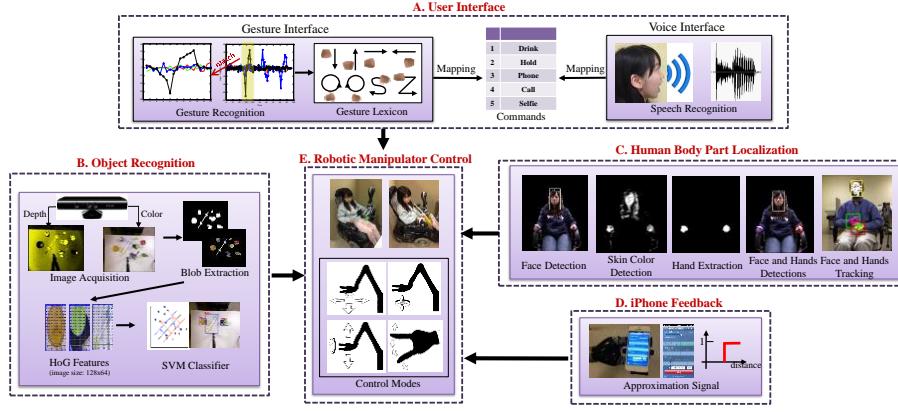 A. User Interface
Gesture Interface
Voice Interface
match
Gesture Recognition
Gesture Lexicon
Mapping
1 Drink
2 Hold
3 Phone
4 Call
5 Selfie
Commands
Mapping
Speech Recognition
B. Object Recognition
Depth
Color
Image Acquisition
Blob Extraction
HoG Features
(image size: 128x64)
SVM Classifier
E. Robotic Manipulator Control
Control Modes
C. Human Body Part Localization
Face Detection
Skin Color
Detection
Hand Extraction
Face and Hands
Detections
Face and Hands
Tracking
D. iPhone Feedback
1
distance
Approximation Signal